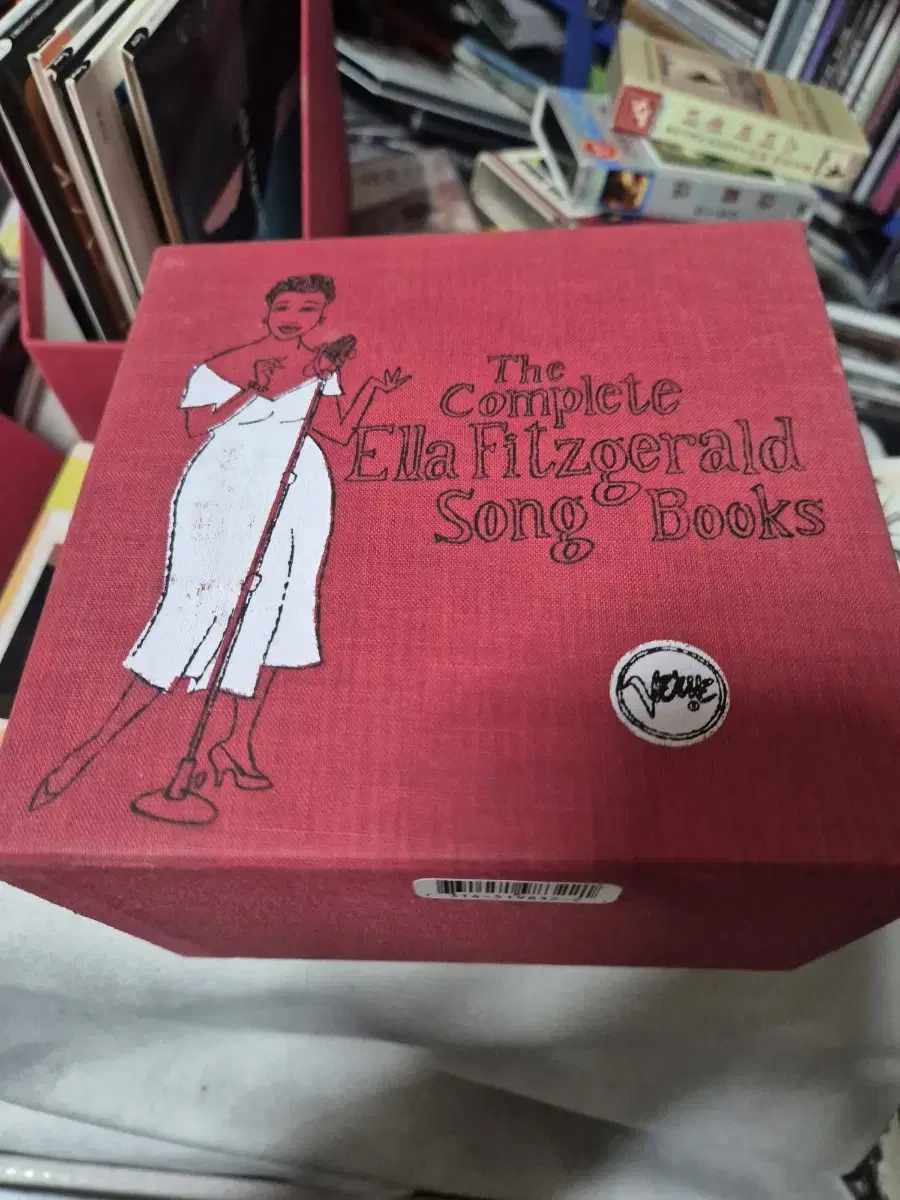 The
Complete
Ella Fitzgerald
Song Books
VERVE